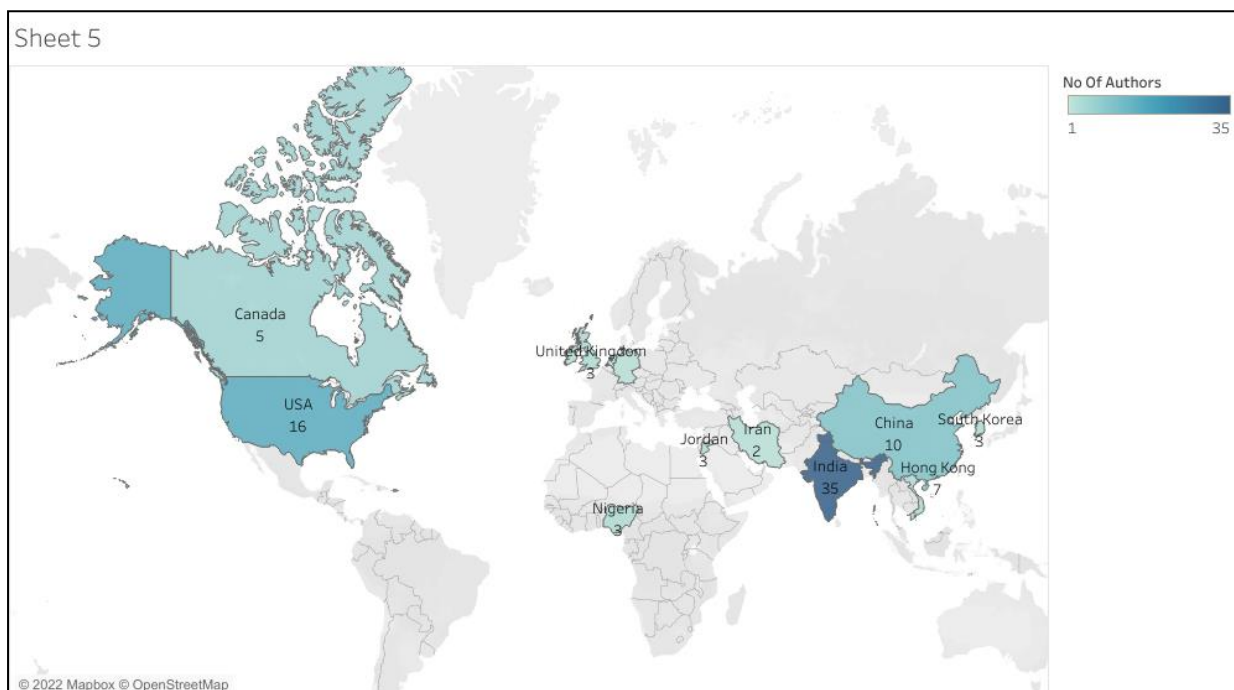 Sheet 5
No Of Authors
1 35
Canada
5
USA
16
United Kingdom
3
Jordan
3
Iran
2
Nigeria
3
China
10
South Korea
3
India
35
Hong Kong
7
© 2022 Mapbox © OpenStreetMap